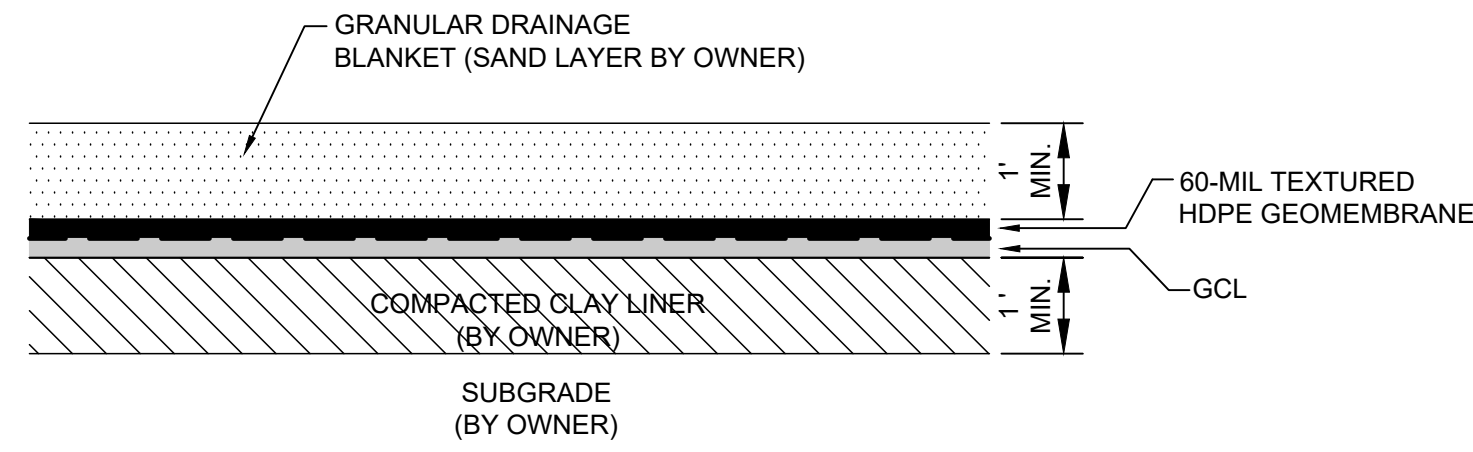 GRANULAR DRAINAGE
BLANKET (SAND LAYER BY OWNER)
1'
MIN.
60-MIL TEXTURED
HDPE GEOMEMBRANE
GCL
COMPACTED CLAY LINER
(BY OWNER)
1'
MIN.
SUBGRADE
(BY OWNER)